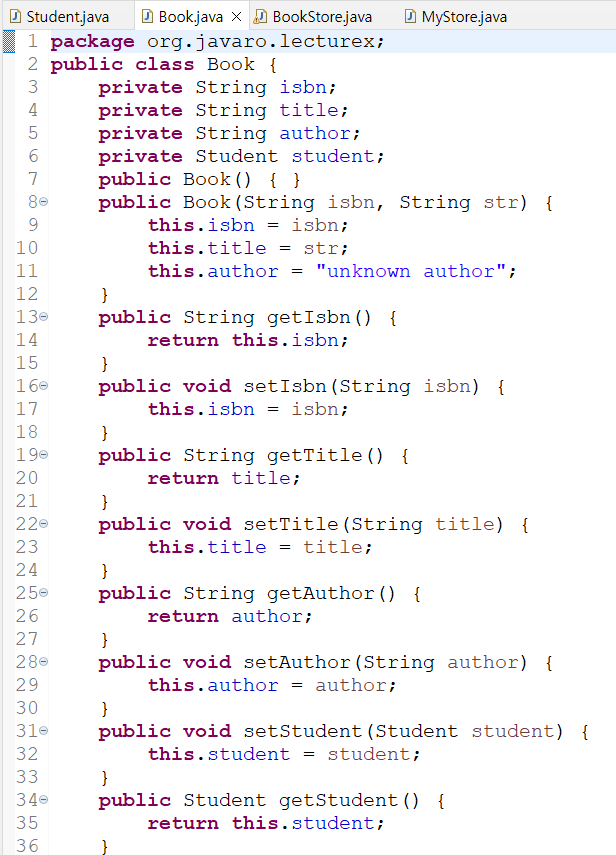 Student.java Book.java BookStore.java MyStore.java
1 package org.javaro.lecturex;
2 public class Book {
3     private String isbn;
4     private String title;
5     private String author;
6     private Student student;
7     public Book() { }
8     public Book(String isbn, String str) {
9         this.isbn = isbn;
10         this.title = str;
11         this.author = "unknown author";
12     }
13     public String getIsbn() {
14         return this.isbn;
15     }
16     public void setIsbn(String isbn) {
17         this.isbn = isbn;
18     }
19     public String getTitle() {
20         return title;
21     }
22     public void setTitle(String title) {
23         this.title = title;
24     }
25     public String getAuthor() {
26         return author;
27     }
28     public void setAuthor(String author) {
29         this.author = author;
30     }
31     public void setStudent(Student student) {
32         this.student = student;
33     }
34     public Student getStudent() {
35         return this.student;
36     }